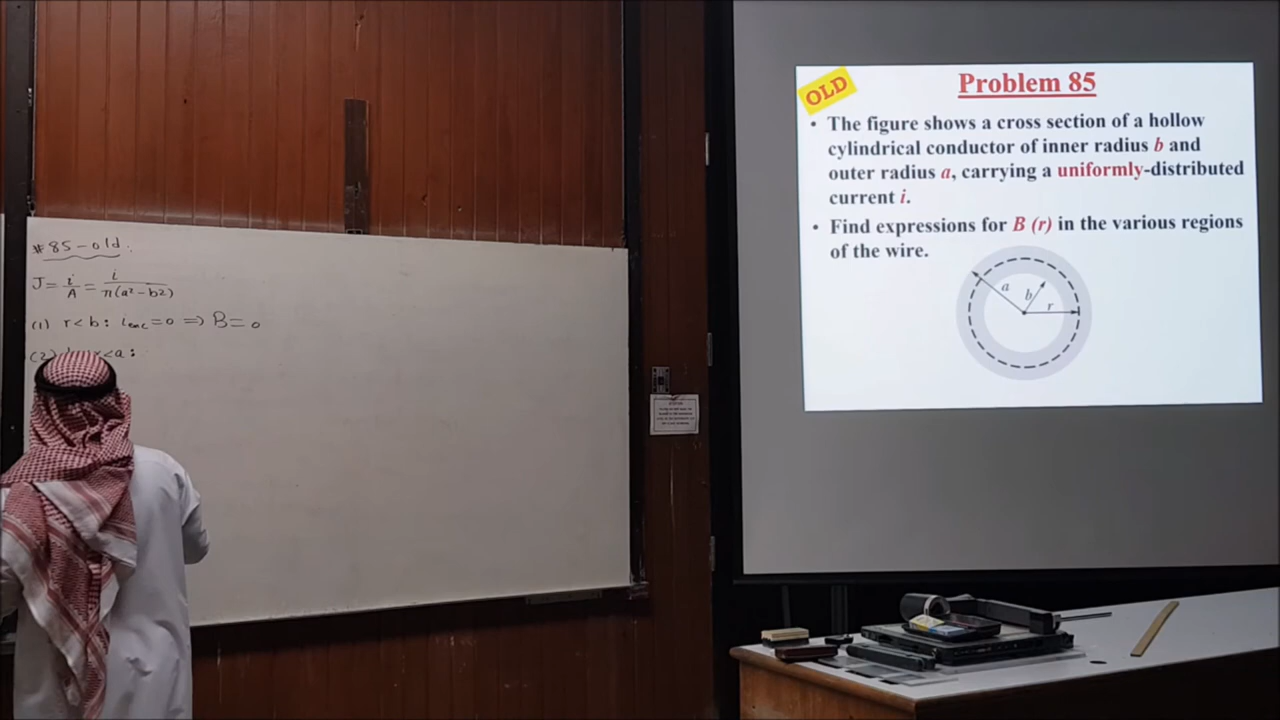 #85-old.
J = i/A = i/π(a²-b²)
(1) r<b: i_enc = 0 ⇒ B = 0
(2) r<a:
OLD
Problem 85
• The figure shows a cross section of a hollow
cylindrical conductor of inner radius b and
outer radius a, carrying a uniformly-distributed
current i.
• Find expressions for B (r) in the various regions
of the wire.
a
b
r